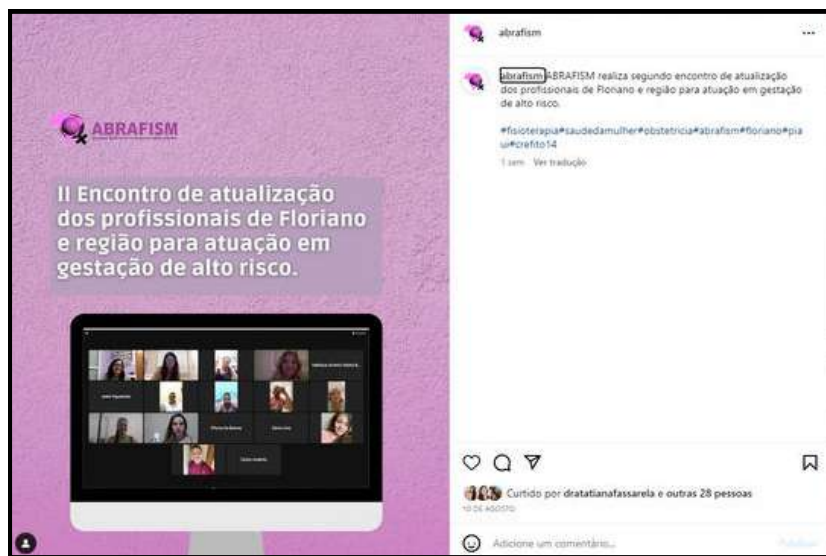 ABRAFISM
II Encontro de atualização
dos profissionais de Floriano
e região para atuação em
gestação de alto risco.
abrafism
abrafism ABRAFISM realiza segundo encontro de atualização
dos profissionais de Floriano e região para atuação em gestação
de alto risco.
#fisioterapia#saudedamulher#obstetricia#abrafism#floriano#pia
ui#crefito14
1 sem Ver tradução
Curtido por dratatianafassarela e outras 28 pessoas
10 DE AGOSTO
Adicione um comentário...
Publicar